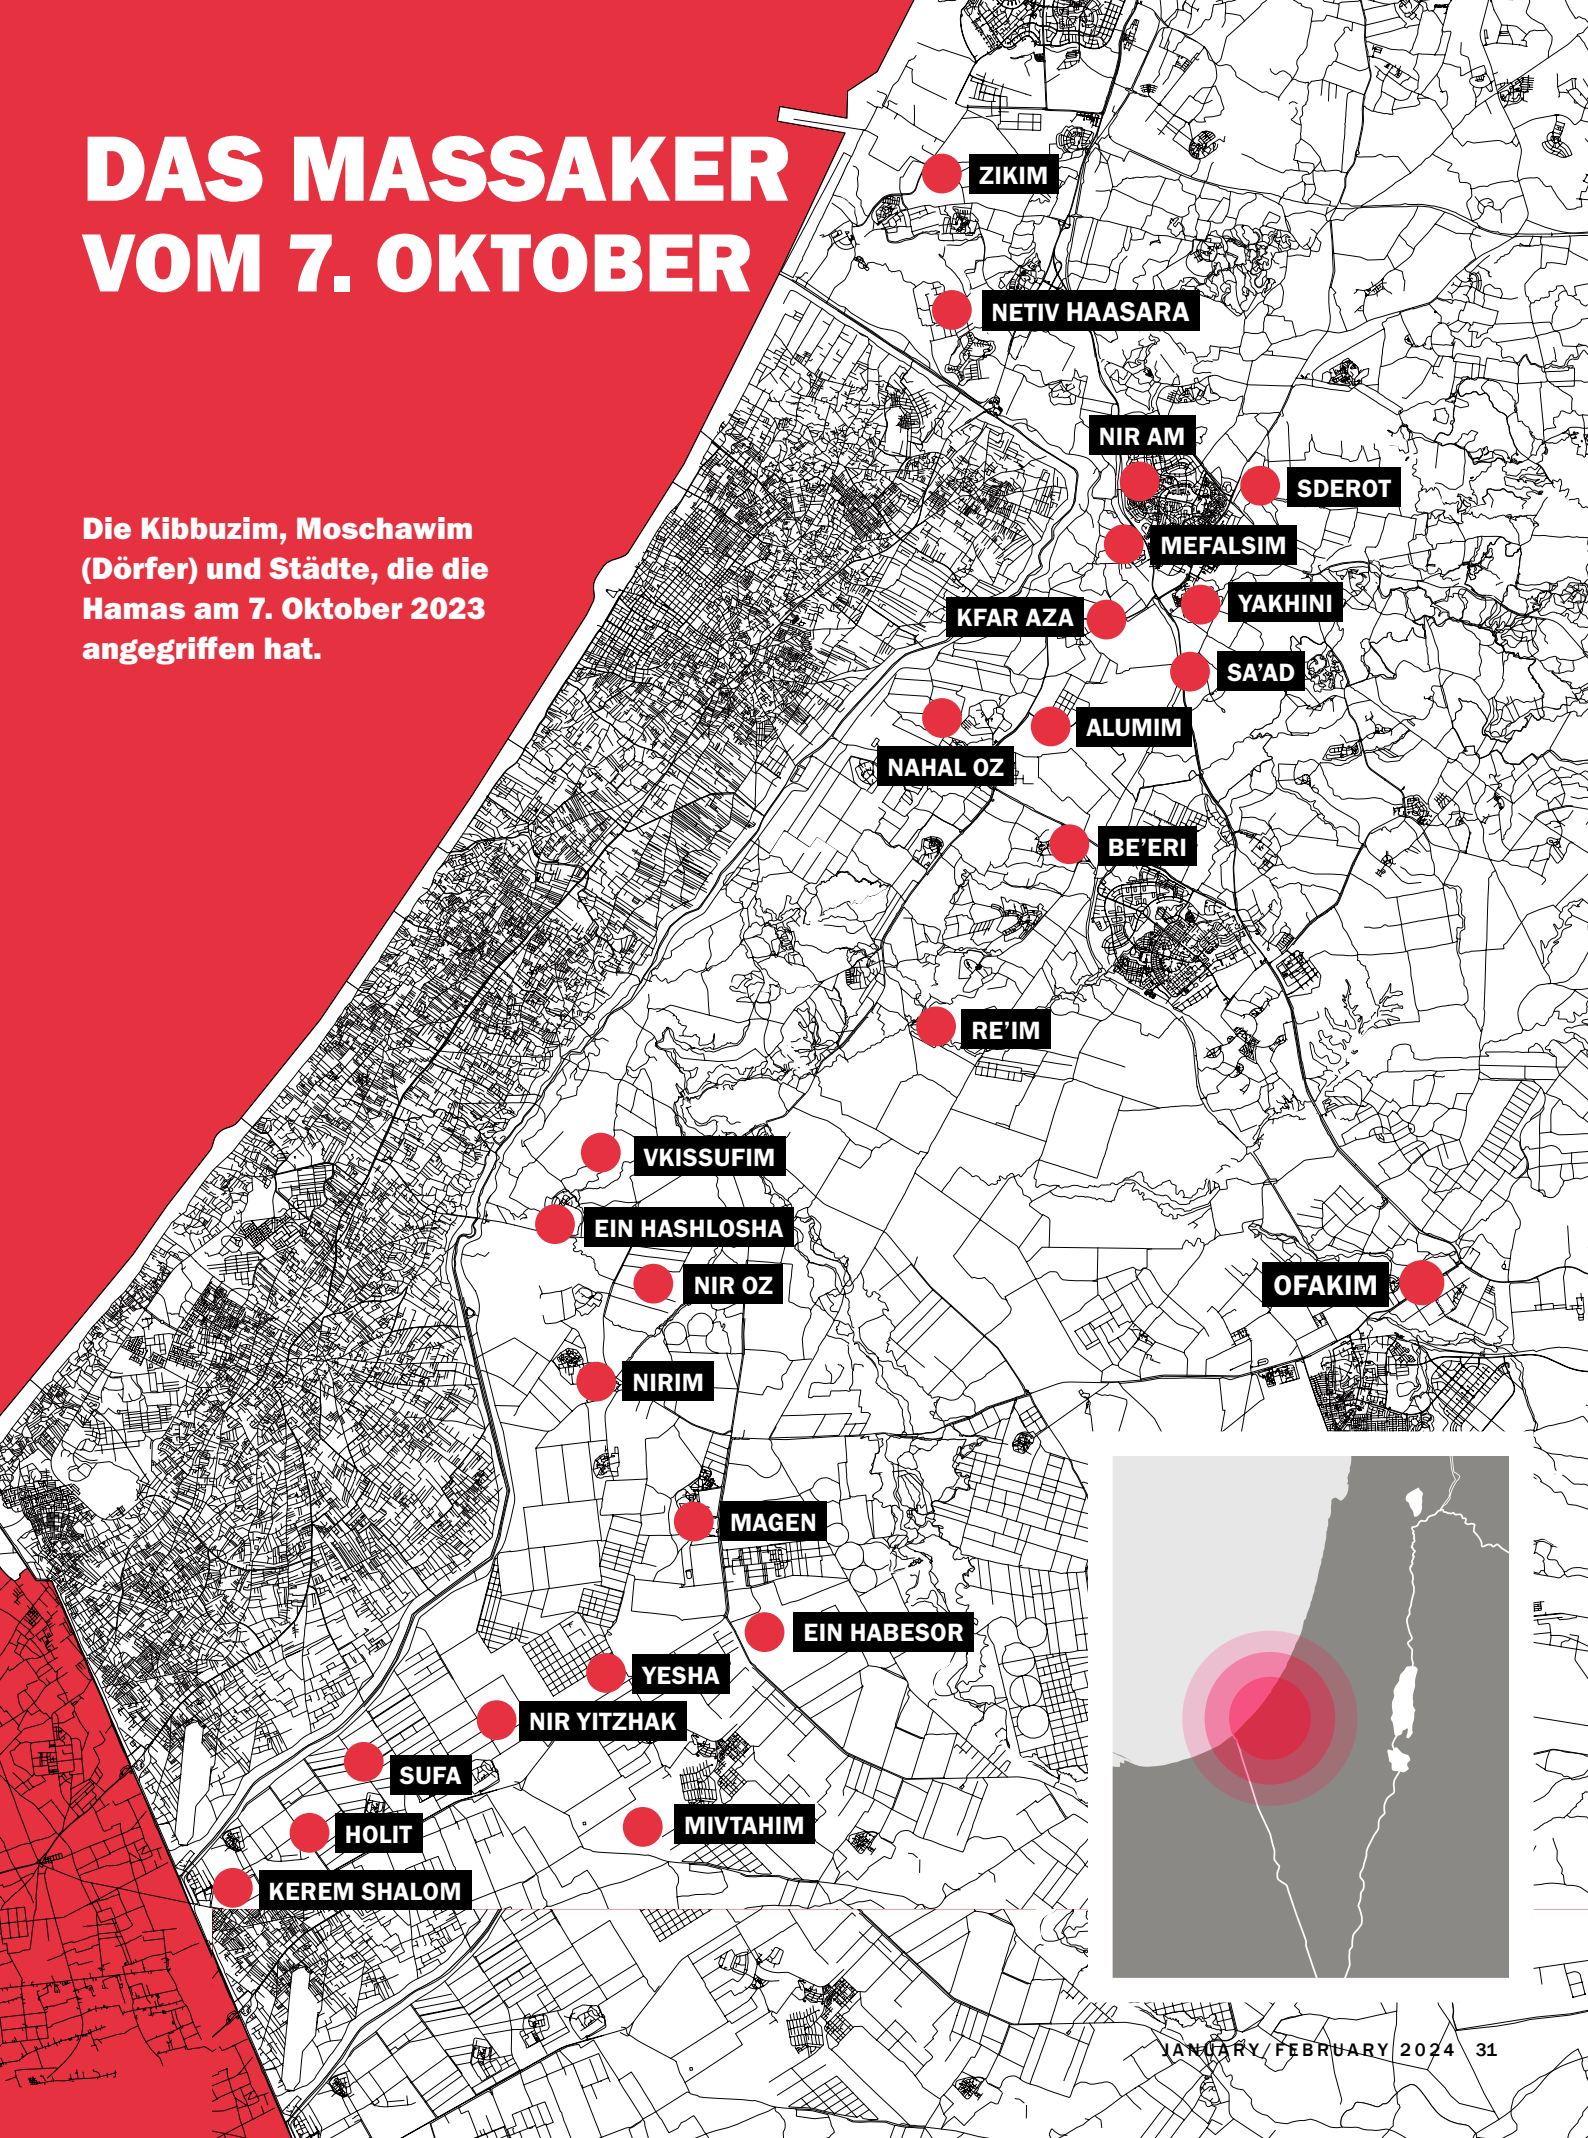 DAS MASSAKER
VOM 7. OKTOBER
Die Kibbuzim, Moschawim
(Dörfer) und Städte, die die
Hamas am 7. Oktober 2023
angegriffen hat.
ZIKIM
NETIV HAASARA
NIR AM
SDEROT
MEFALSIM
YAKHINI
KFAR AZA
SA’AD
ALUMIM
NAHAL OZ
BE’ERI
RE’IM
VKISSUFIM
EIN HASHLOSHA
NIR OZ
OFAKIM
NIRIM
MAGEN
EIN HABESOR
YESHA
NIR YITZHAK
SUFA
MIVTAHIM
HOLIT
KEREM SHALOM
JANUARY/FEBRUARY 2024 31